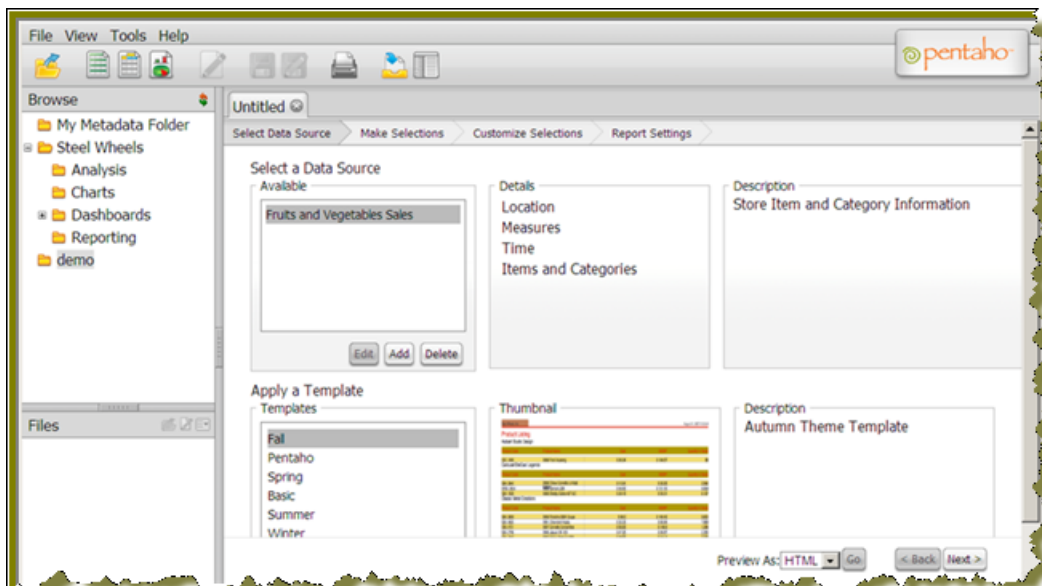 File View Tools Help
pentaho
Browse
My Metadata Folder
Steel Wheels
Analysis
Charts
Dashboards
Reporting
demo
Files
Untitled
Select Data Source Make Selections Customize Selections Report Settings
Select a Data Source
Available
Fruits and Vegetables Sales
Edit Add Delete
Details
Location
Measures
Time
Items and Categories
Description
Store Item and Category Information
Apply a Template
Templates
Fall
Pentaho
Spring
Basic
Summer
Winter
Thumbnail
Product Listing
Description
Autumn Theme Template
Preview As: HTML Go < Back Next >